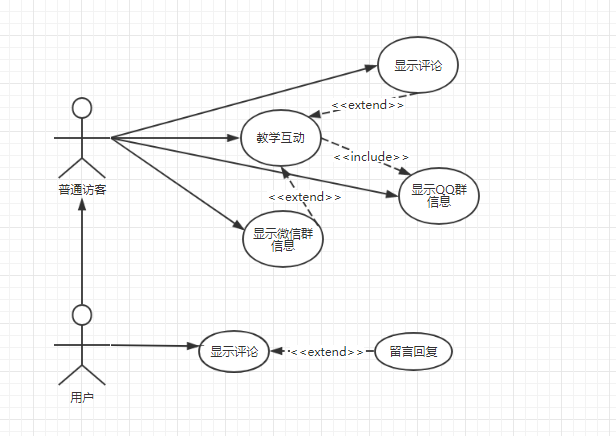 显示评论
<<extend>>
教学互动
<<include>>
普通访客
显示QQ群
信息
<<extend>>
显示微信群
信息
显示评论
<<extend>>
留言回复
用户